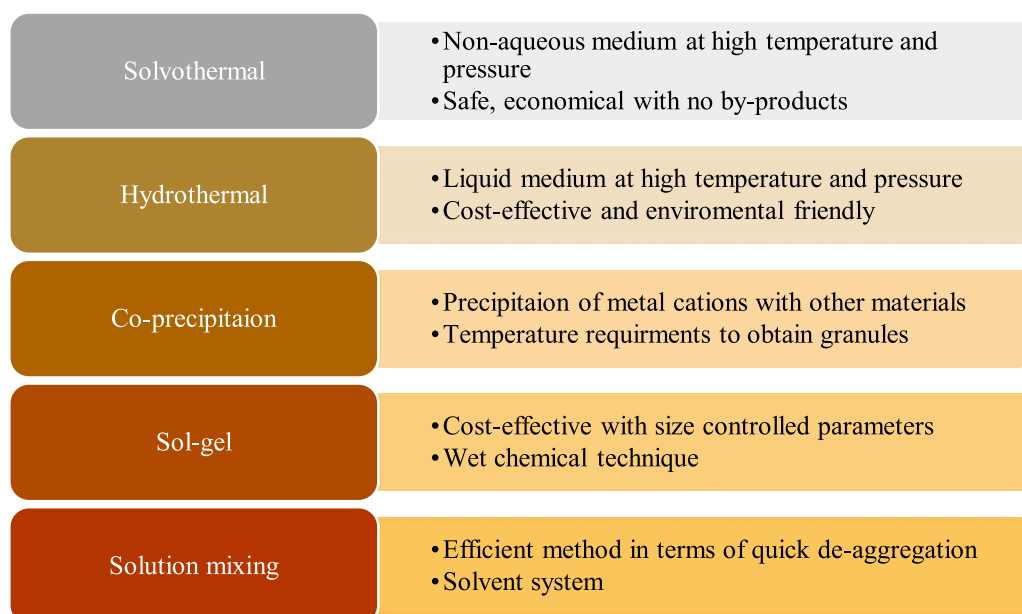 Solvothermal
•Non-aqueous medium at high temperature and
pressure
•Safe, economical with no by-products
Hydrothermal
•Liquid medium at high temperature and pressure
•Cost-effective and enviromental friendly
Co-precipitaion
•Precipitaion of metal cations with other materials
•Temperature requirments to obtain granules
Sol-gel
•Cost-effective with size controlled parameters
•Wet chemical technique
Solution mixing
•Efficient method in terms of quick de-aggregation
•Solvent system